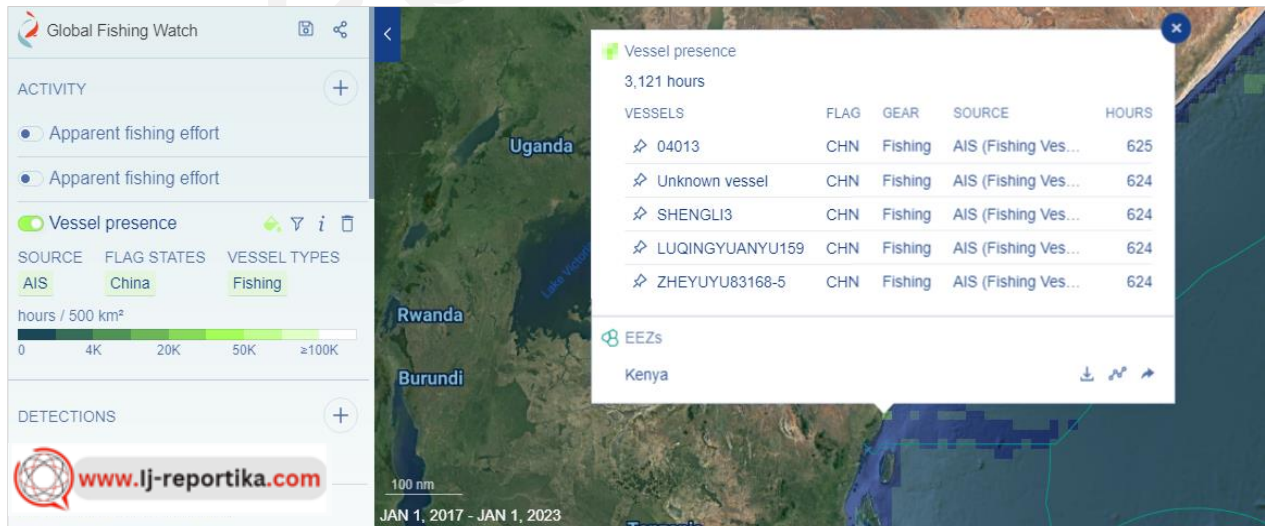 Global Fishing Watch
ACTIVITY
Apparent fishing effort
Apparent fishing effort
Vessel presence
SOURCE FLAG STATES VESSEL TYPES
AIS China Fishing
hours / 500 km²
0 4K 20K 50K ≥100K
DETECTIONS
www.lj-reportika.com
Uganda
Lake Victoria
Rwanda
Burundi
100 nm
JAN 1, 2017 - JAN 1, 2023
Vessel presence
3,121 hours
VESSELS FLAG GEAR SOURCE HOURS
04013 CHN Fishing AIS (Fishing Ves... 625
Unknown vessel CHN Fishing AIS (Fishing Ves... 624
SHENGLI3 CHN Fishing AIS (Fishing Ves... 624
LUQINGYUANYU159 CHN Fishing AIS (Fishing Ves... 624
ZHEYUYU83168-5 CHN Fishing AIS (Fishing Ves... 624
EEZs
Kenya